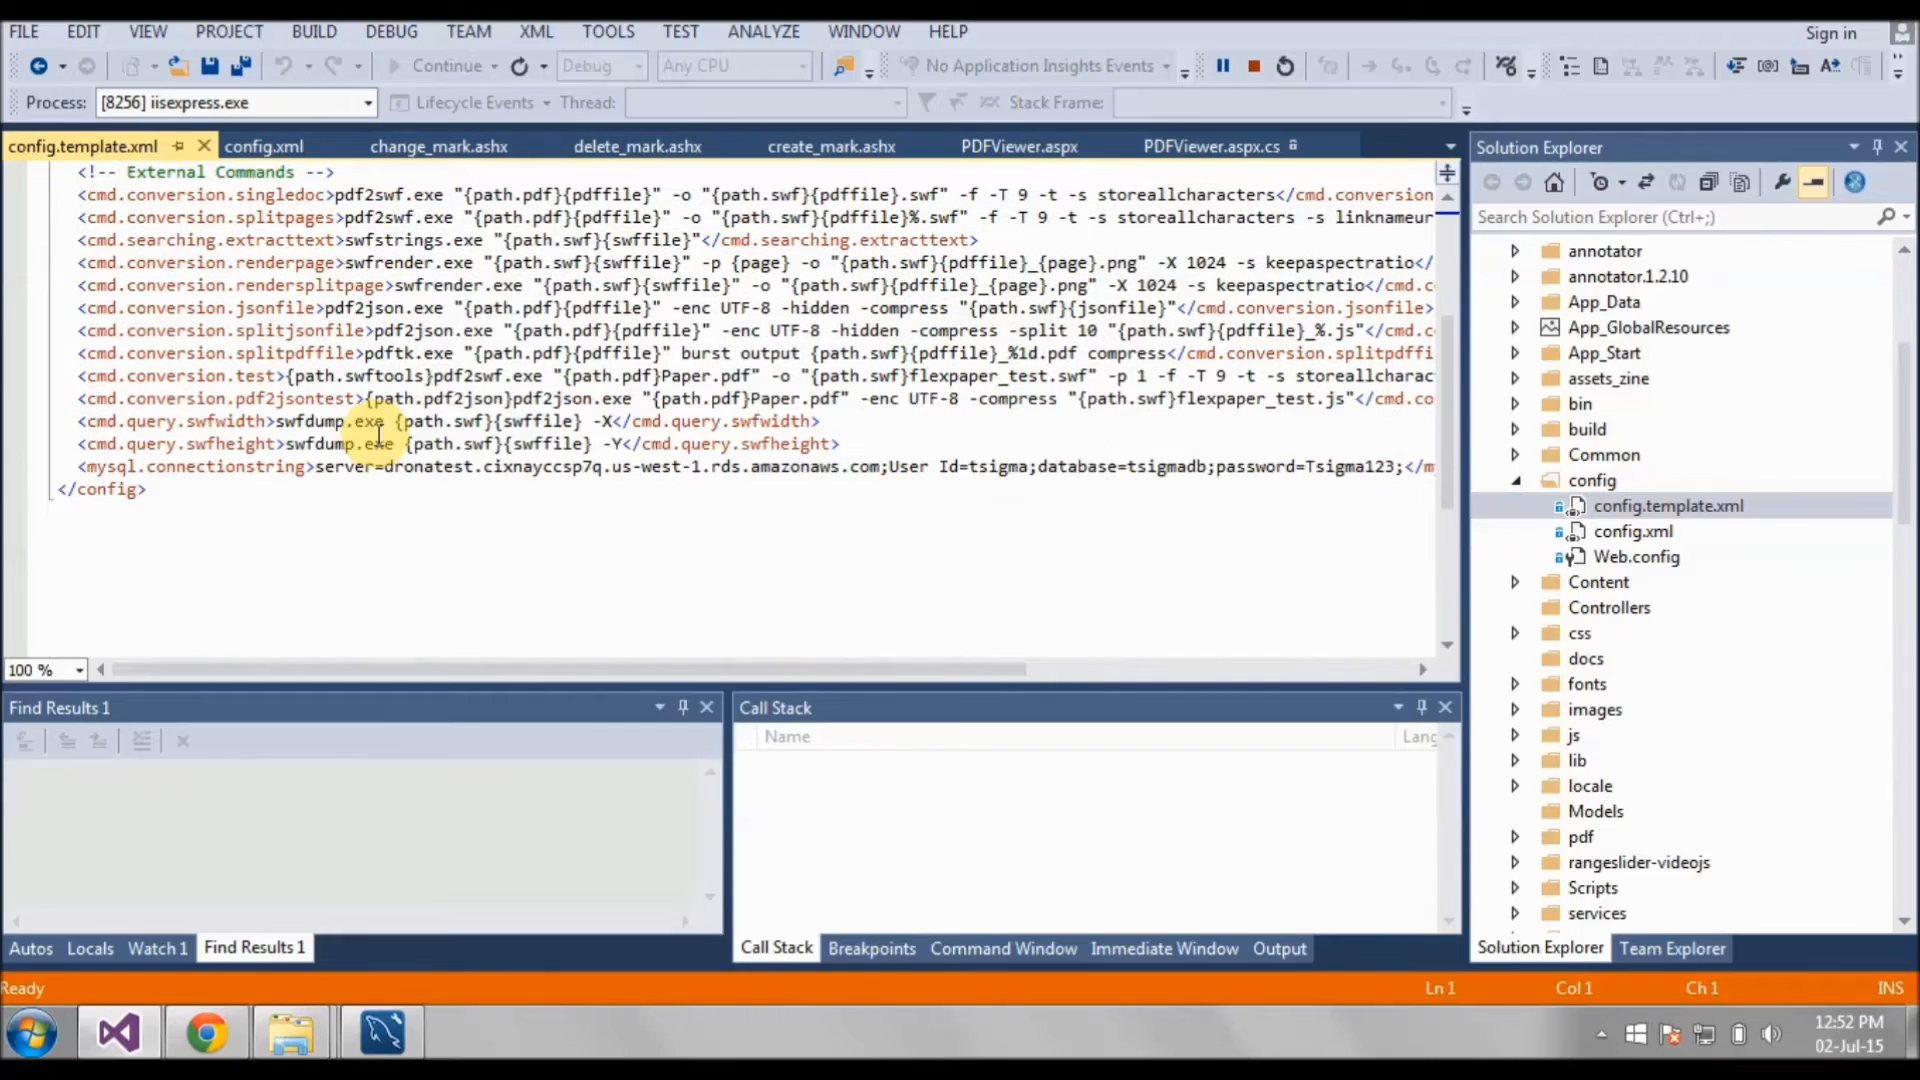 FILE EDIT VIEW PROJECT BUILD DEBUG TEAM XML TOOLS TEST ANALYZE WINDOW HELP Sign in
Continue Debug Any CPU No Application Insights Events
Process: [8256] iisexpress.exe Lifecycle Events Thread: Stack Frame:
config.template.xml config.xml change_mark.ashx delete_mark.ashx create_mark.ashx PDFViewer.aspx PDFViewer.aspx.cs
<!-- External Commands -->
<cmd.conversion.singledoc>pdf2swf.exe "{path.pdf}{pdffile}" -o "{path.swf}{pdffile}.swf" -f -T 9 -t -s storeallcharacters</cmd.conversion
<cmd.conversion.splitpages>pdf2swf.exe "{path.pdf}{pdffile}" -o "{path.swf}{pdffile}%.swf" -f -T 9 -t -s storeallcharacters -s linknameur
<cmd.searching.extracttext>swfstrings.exe "{path.swf}{swffile}"</cmd.searching.extracttext>
<cmd.conversion.renderpage>swfrender.exe "{path.swf}{swffile}" -p {page} -o "{path.swf}{pdffile}_{page}.png" -X 1024 -s keepaspectratio</
<cmd.conversion.rendersplitpage>swfrender.exe "{path.swf}{swffile}" -o "{path.swf}{pdffile}_{page}.png" -X 1024 -s keepaspectratio</cmd.c
<cmd.conversion.jsonfile>pdf2json.exe "{path.pdf}{pdffile}" -enc UTF-8 -hidden -compress "{path.swf}{jsonfile}"</cmd.conversion.jsonfile>
<cmd.conversion.splitjsonfile>pdf2json.exe "{path.pdf}{pdffile}" -enc UTF-8 -hidden -compress -split 10 "{path.swf}{pdffile}_%.js"</cmd.c
<cmd.conversion.splitpdffile>pdftk.exe "{path.pdf}{pdffile}" burst output {path.swf}{pdffile}_%1d.pdf compress</cmd.conversion.splitpdffi
<cmd.conversion.test>{path.swftools}pdf2swf.exe "{path.pdf}Paper.pdf" -o "{path.swf}flexpaper_test.swf" -p 1 -f -T 9 -t -s storeallcharac
<cmd.conversion.pdf2jsontest>{path.pdf2json}pdf2json.exe "{path.pdf}Paper.pdf" -enc UTF-8 -compress "{path.swf}flexpaper_test.js"</cmd.co
<cmd.query.swfwidth>swfdump.exe {path.swf}{swffile} -X</cmd.query.swfwidth>
<cmd.query.swfheight>swfdump.exe {path.swf}{swffile} -Y</cmd.query.swfheight>
<mysql.connectionstring>server=dronatest.cixnayccsp7q.us-west-1.rds.amazonaws.com;User Id=tsigma;database=tsigmadb;password=Tsigma123;</m
</config>
100 %
Solution Explorer
Search Solution Explorer (Ctrl+;)
annotator
annotator.1.2.10
App_Data
App_GlobalResources
App_Start
assets_zine
bin
build
Common
config
config.template.xml
config.xml
Web.config
Content
Controllers
css
docs
fonts
images
js
lib
locale
Models
pdf
rangeslider-videojs
Scripts
services
Solution Explorer Team Explorer
Find Results 1
Autos Locals Watch 1 Find Results 1
Call Stack
Name Lang
Call Stack Breakpoints Command Window Immediate Window Output
Ready Ln 1 Col 1 Ch 1 INS
12:52 PM
02-Jul-15